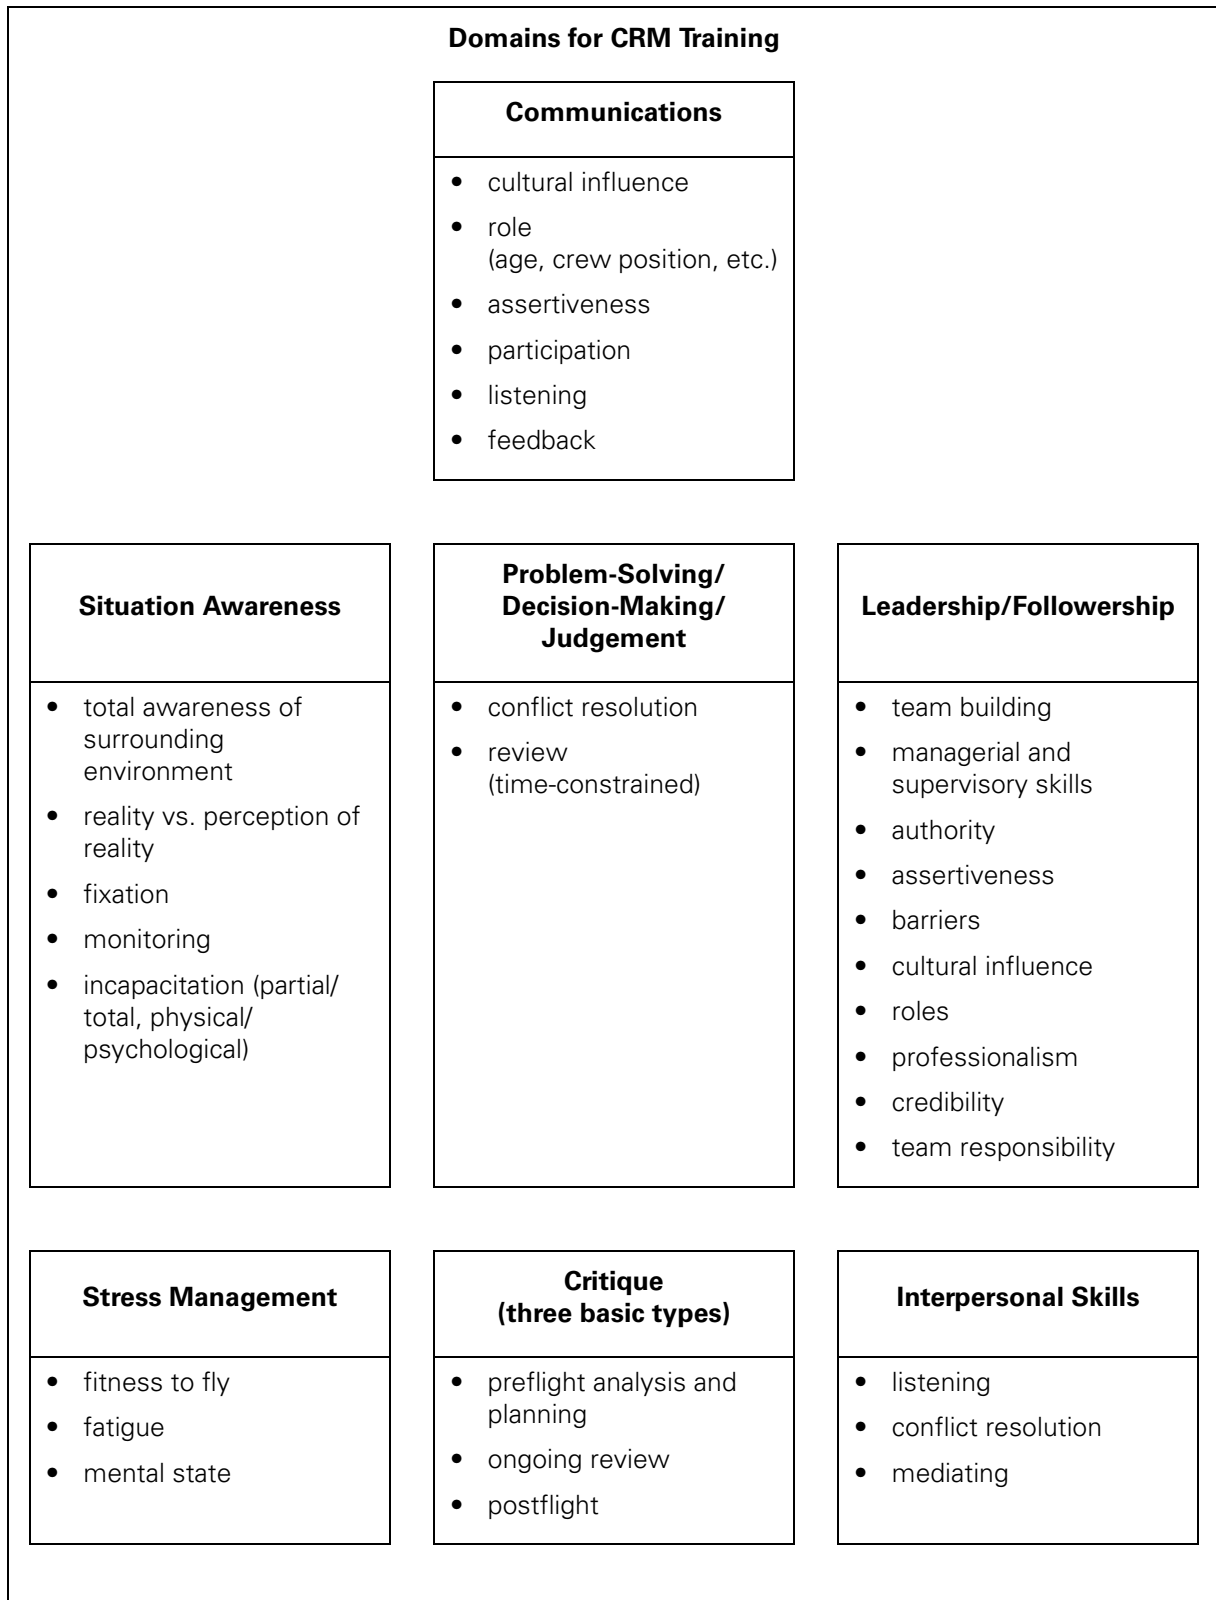 Domains for CRM Training
Communications
• cultural influence
• role
(age, crew position, etc.)
• assertiveness
• participation
• listening
• feedback
Situation Awareness
• total awareness of
surrounding
environment
• reality vs. perception of
reality
• fixation
• monitoring
• incapacitation (partial/
total, physical/
psychological)
Problem-Solving/
Decision-Making/
Judgement
• conflict resolution
• review
(time-constrained)
Leadership/Followership
• team building
• managerial and
supervisory skills
• authority
• assertiveness
• barriers
• cultural influence
• roles
• professionalism
• credibility
• team responsibility
Stress Management
• fitness to fly
• fatigue
• mental state
Critique
(three basic types)
• preflight analysis and
planning
• ongoing review
• postflight
Interpersonal Skills
• listening
• conflict resolution
• mediating